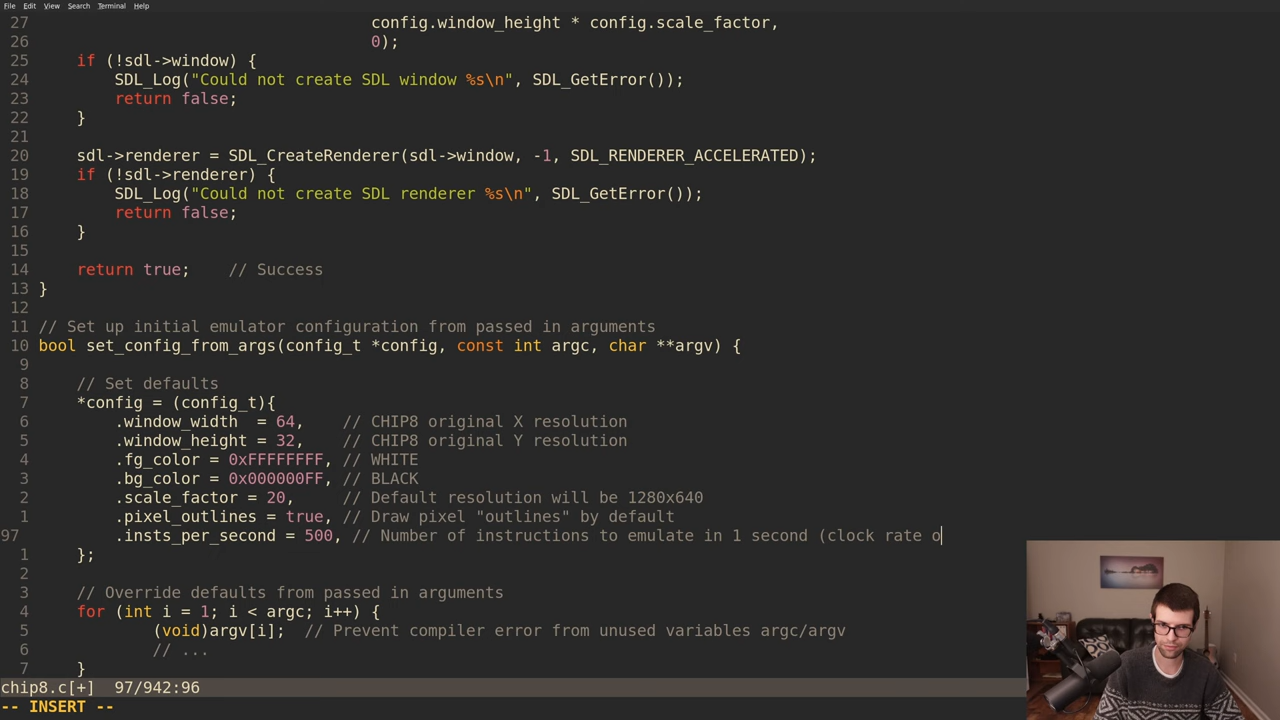 File Edit View Search Terminal Help
27                                     config.window_height * config.scale_factor,
26                                     0);
25      if (!sdl->window) {
24          SDL_Log("Could not create SDL window %s\n", SDL_GetError());
23          return false;
22      }
21
20      sdl->renderer = SDL_CreateRenderer(sdl->window, -1, SDL_RENDERER_ACCELERATED);
19      if (!sdl->renderer) {
18          SDL_Log("Could not create SDL renderer %s\n", SDL_GetError());
17          return false;
16      }
15
14      return true;    // Success
13  }
12
11  // Set up initial emulator configuration from passed in arguments
10  bool set_config_from_args(config_t *config, const int argc, char **argv) {
9
8       // Set defaults
7       *config = (config_t){
6           .window_width  = 64,    // CHIP8 original X resolution
5           .window_height = 32,    // CHIP8 original Y resolution
4           .fg_color = 0xFFFFFFFF, // WHITE
3           .bg_color = 0x000000FF, // BLACK
2           .scale_factor = 20,     // Default resolution will be 1280x640
1           .pixel_outlines = true, // Draw pixel "outlines" by default
97          .insts_per_second = 500, // Number of instructions to emulate in 1 second (clock rate o
1       };
2
3       // Override defaults from passed in arguments
4       for (int i = 1; i < argc; i++) {
5               (void)argv[i];  // Prevent compiler error from unused variables argc/argv
6               // ...
7       }
chip8.c[+]  97/942:96
-- INSERT --